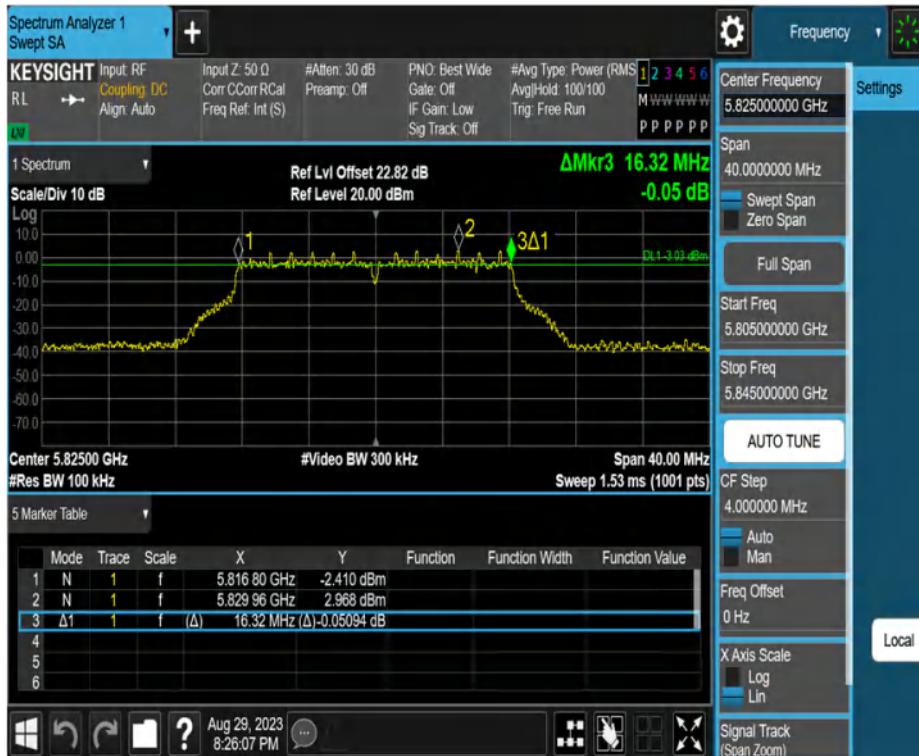 Spectrum Analyzer 1
Swept SA
Frequency
KEYSIGHT
RL
LXI
Input: RF
Coupling: DC
Align: Auto
Input Z: 50 Ω
Corr CCorr RCal
Freq Ref: Int (S)
#Atten: 30 dB
Preamp: Off
PNO: Best Wide
Gate: Off
IF Gain: Low
Sig Track: Off
#Avg Type: Power (RMS
Avg|Hold: 100/100
Trig: Free Run
1 2 3 4 5 6
M W W W W W
P P P P P P
Center Frequency
5.825000000 GHz
Settings
Span
40.0000000 MHz
Swept Span
Zero Span
Full Span
Start Freq
5.805000000 GHz
Stop Freq
5.845000000 GHz
AUTO TUNE
CF Step
4.000000 MHz
Auto
Man
Freq Offset
0 Hz
X Axis Scale
Log
Lin
Signal Track
(Span Zoom)
Local
1 Spectrum
Scale/Div 10 dB
Ref Lvl Offset 22.82 dB
Ref Level 20.00 dBm
ΔMkr3 16.32 MHz
-0.05 dB
Log
10.0
0.00
-10.0
-20.0
-30.0
-40.0
-50.0
-60.0
-70.0
1
2
3Δ1
DL1 -3.03 dBm
Center 5.82500 GHz
#Video BW 300 kHz
Span 40.00 MHz
#Res BW 100 kHz
Sweep 1.53 ms (1001 pts)
5 Marker Table
Mode Trace Scale X Y Function Function Width Function Value
1 N 1 f 5.816 80 GHz -2.410 dBm
2 N 1 f 5.829 96 GHz 2.968 dBm
3 Δ1 1 f (Δ) 16.32 MHz (Δ) -0.05094 dB
4
5
6
?
Aug 29, 2023
8:26:07 PM